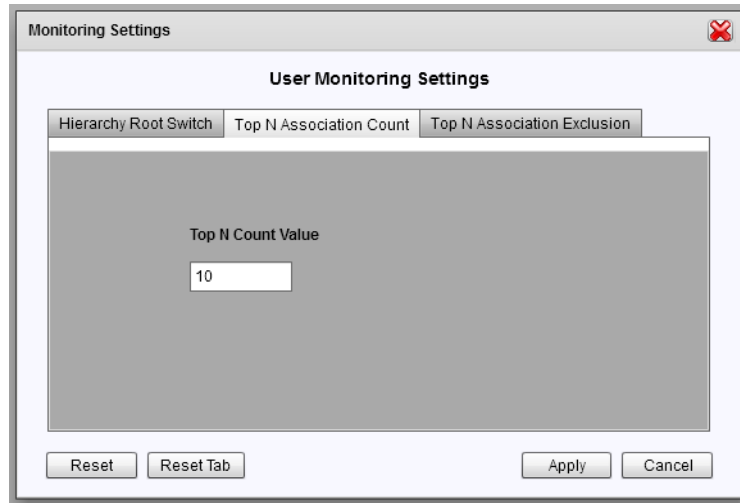 Monitoring Settings
User Monitoring Settings
Hierarchy Root Switch Top N Association Count Top N Association Exclusion
Top N Count Value
10
Reset Reset Tab Apply Cancel